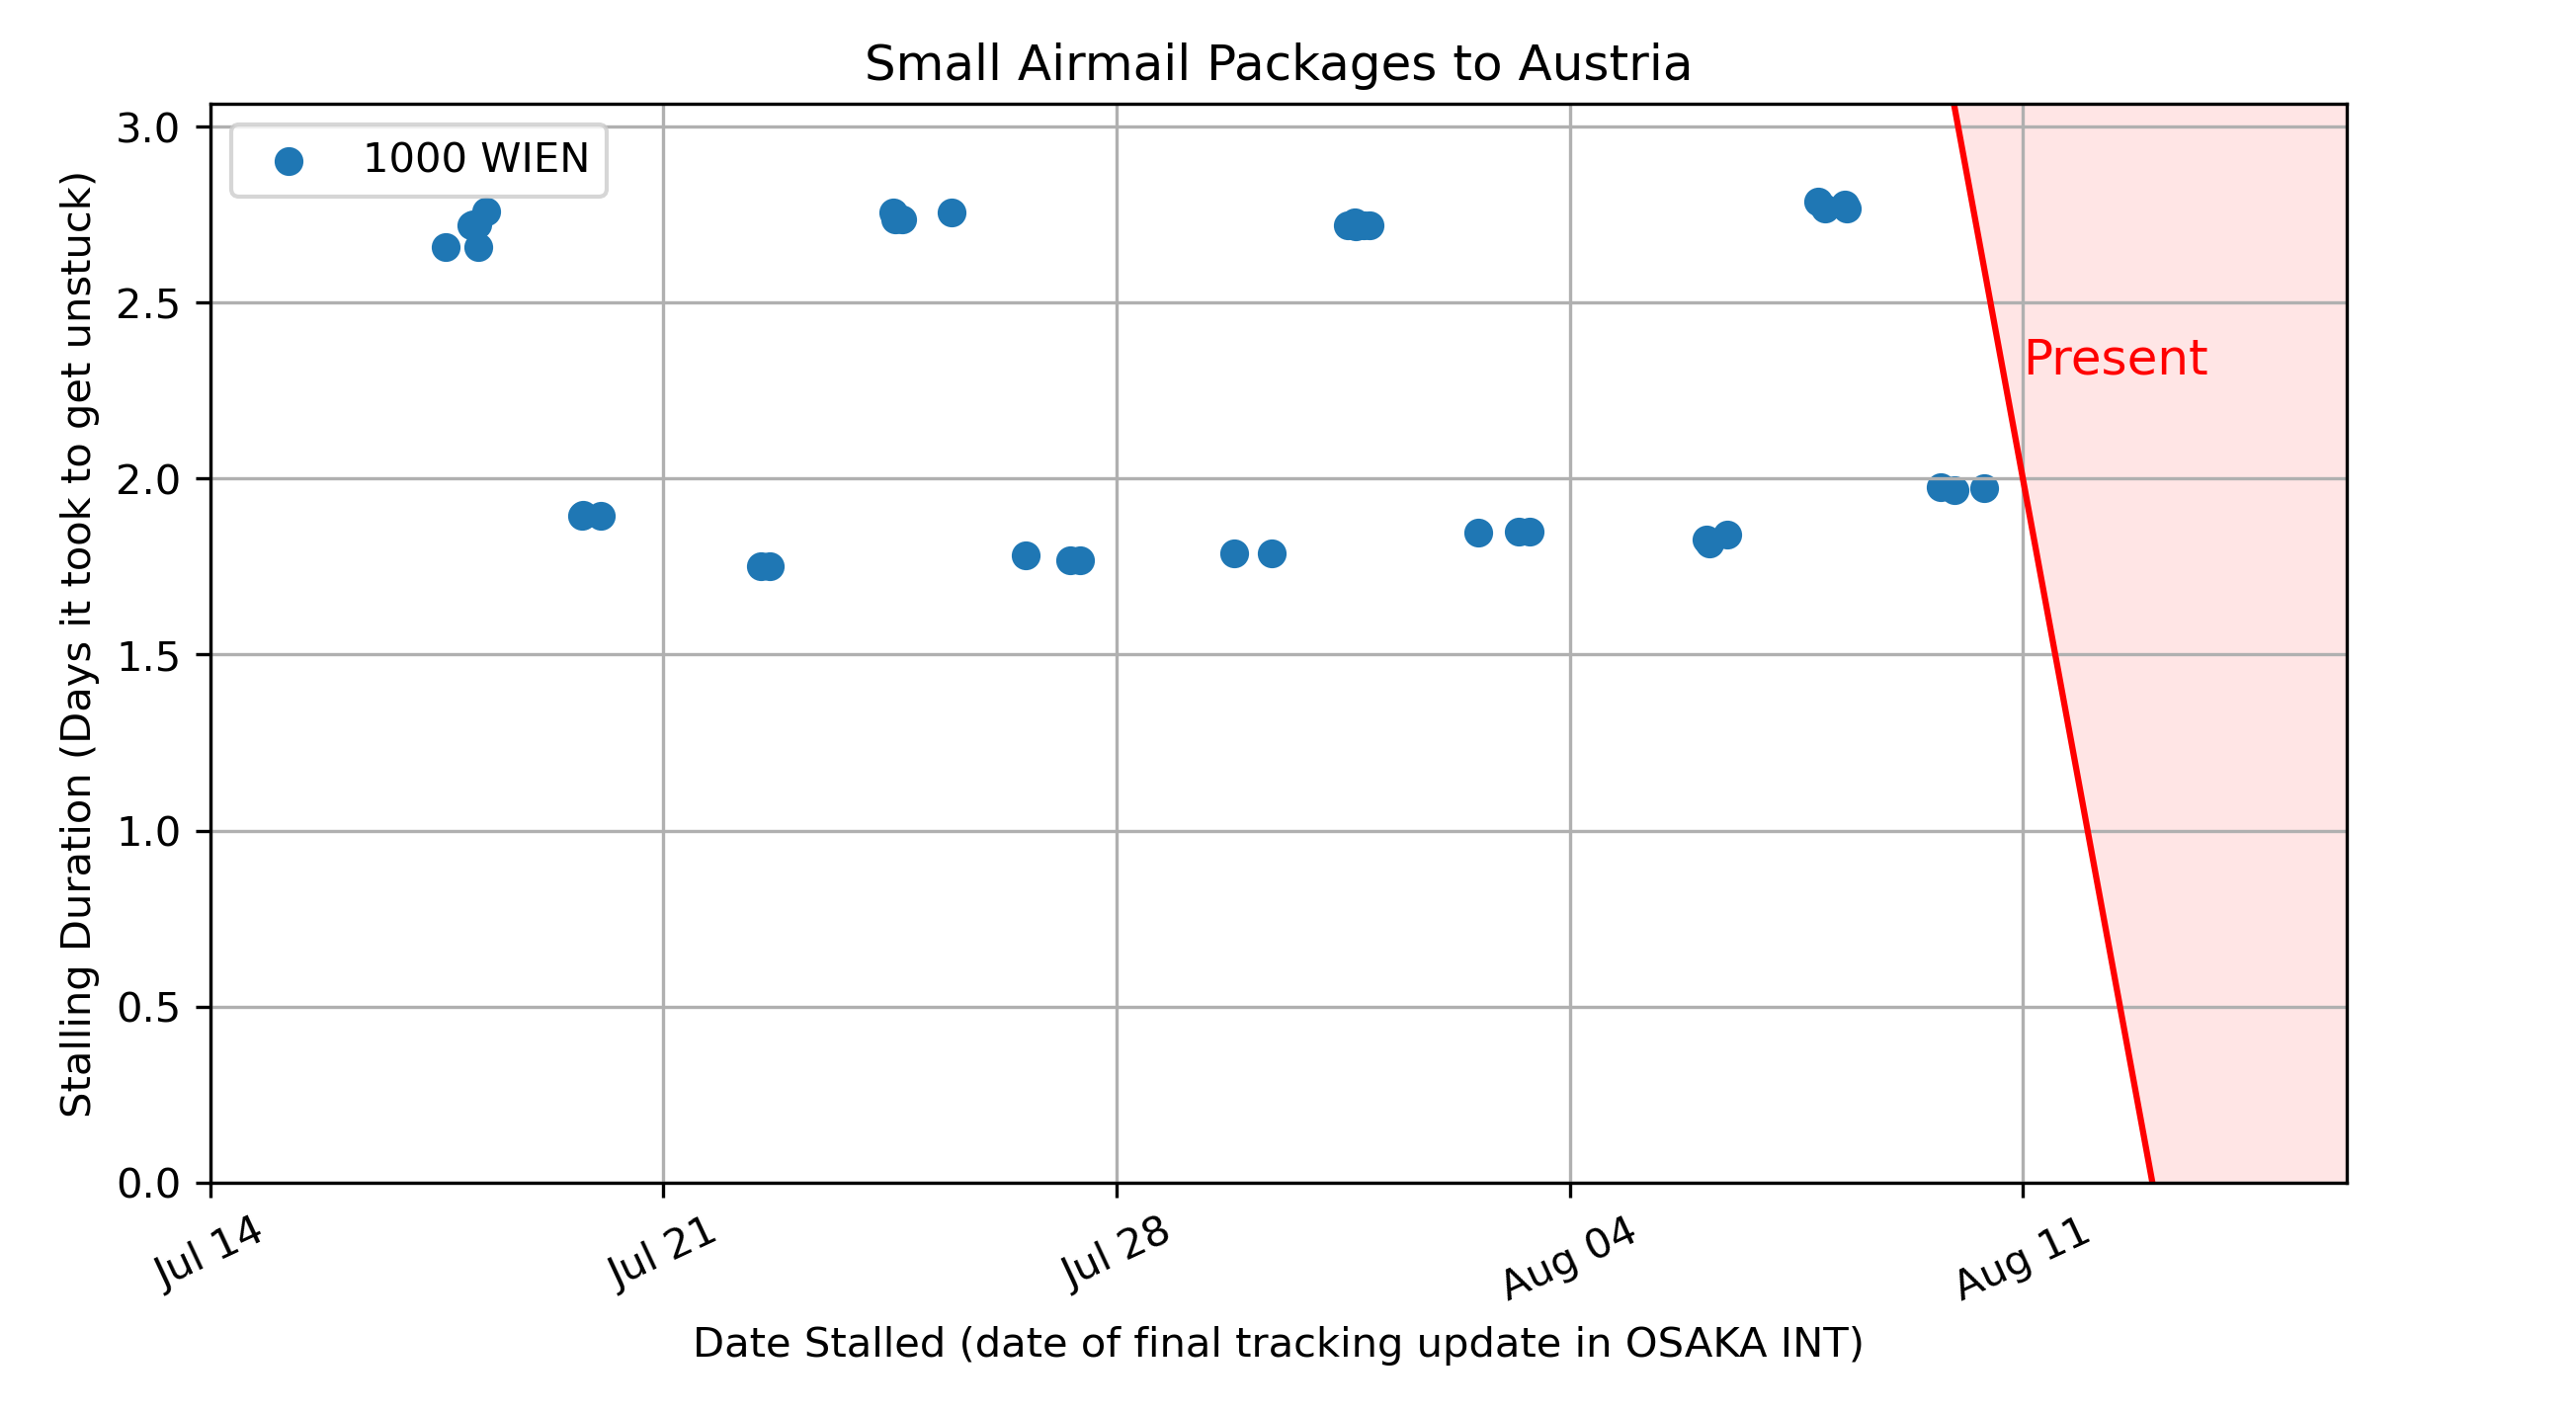 Small Airmail Packages to Austria
1000 WIEN
Present
Stalling Duration (Days it took to get unstuck)
3.0
2.5
2.0
1.5
1.0
0.5
0.0
Jul 14
Jul 21
Jul 28
Aug 04
Aug 11
Date Stalled (date of final tracking update in OSAKA INT)